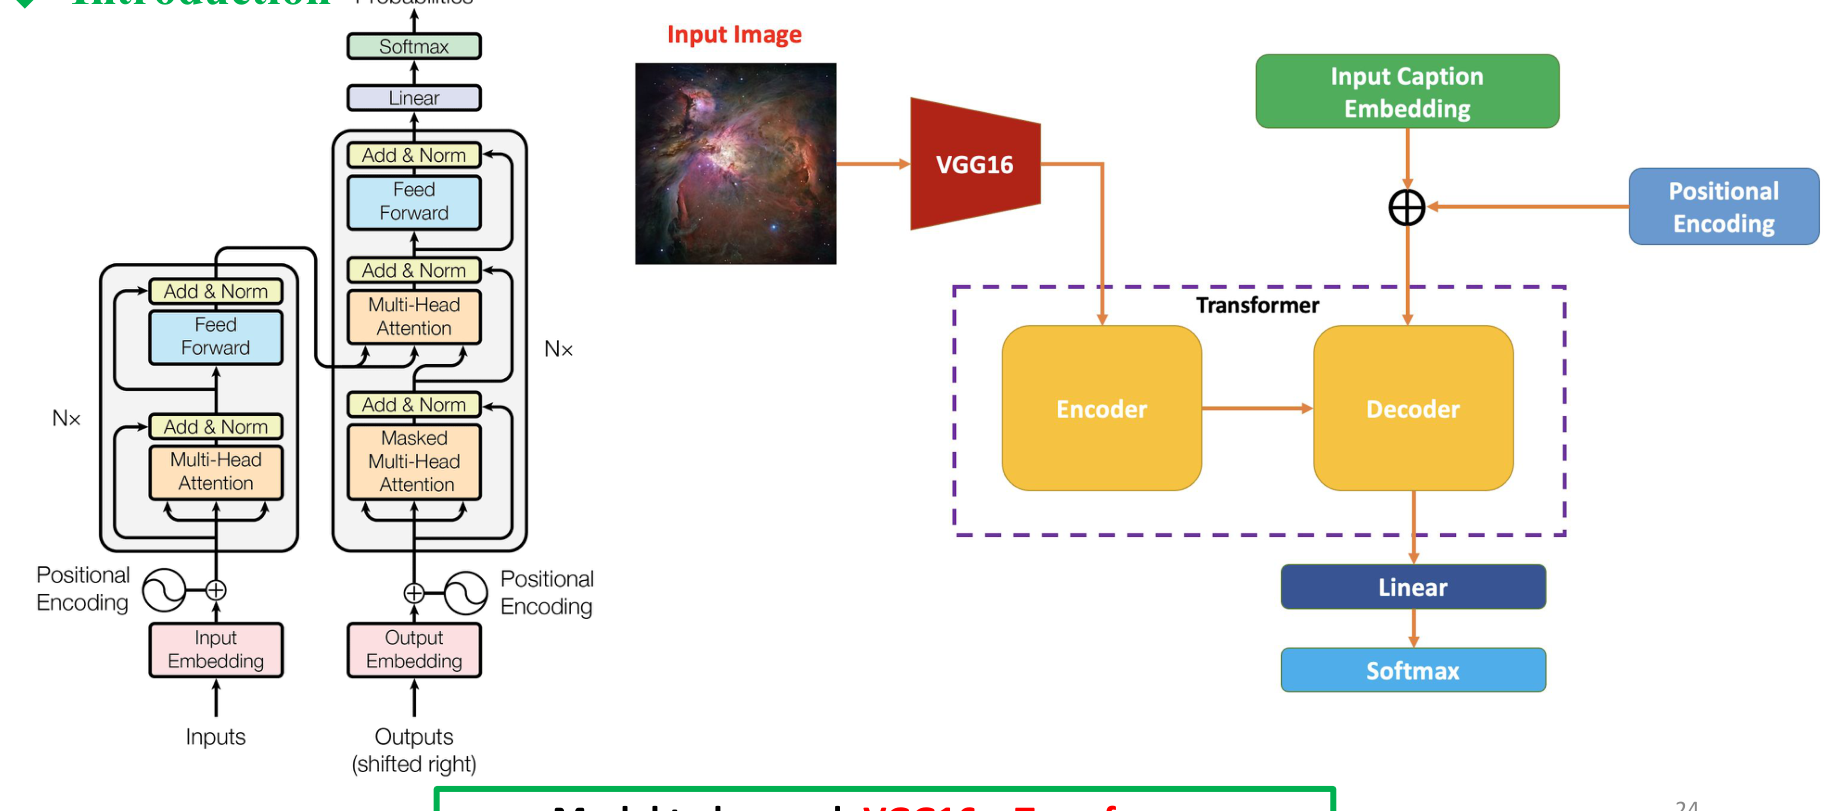 Introduction
Probabilities
Softmax
Linear
Add & Norm
Feed
Forward
Add & Norm
Multi-Head
Attention
Add & Norm
Masked
Multi-Head
Attention
Nx
Add & Norm
Feed
Forward
Add & Norm
Multi-Head
Attention
Nx
Positional
Encoding
Positional
Encoding
Input
Embedding
Output
Embedding
Inputs
Outputs
(shifted right)
Input Image
VGG16
Input Caption
Embedding
Positional
Encoding
Transformer
Encoder
Decoder
Linear
Softmax
24